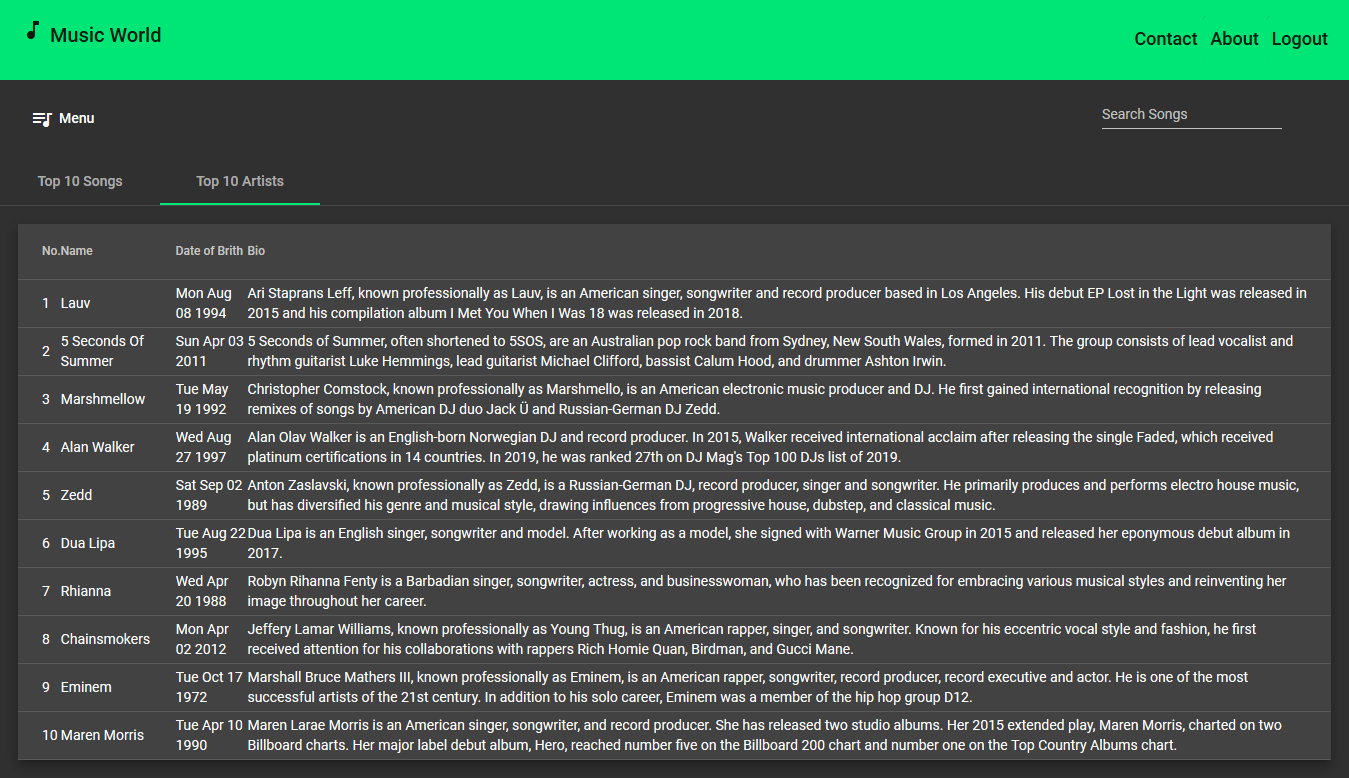 Music World
Contact About Logout
Menu
Search Songs
Top 10 Songs Top 10 Artists
No. Name Date of Brith Bio
1 Lauv Mon Aug 08 1994 Ari Staprans Leff, known professionally as Lauv, is an American singer, songwriter and record producer based in Los Angeles. His debut EP Lost in the Light was released in
2015 and his compilation album I Met You When I Was 18 was released in 2018.
2 5 Seconds Of Summer Sun Apr 03 2011 5 Seconds of Summer, often shortened to 5SOS, are an Australian pop rock band from Sydney, New South Wales, formed in 2011. The group consists of lead vocalist and
rhythm guitarist Luke Hemmings, lead guitarist Michael Clifford, bassist Calum Hood, and drummer Ashton Irwin.
3 Marshmellow Tue May 19 1992 Christopher Comstock, known professionally as Marshmello, is an American electronic music producer and DJ. He first gained international recognition by releasing
remixes of songs by American DJ duo Jack Ü and Russian-German DJ Zedd.
4 Alan Walker Wed Aug 27 1997 Alan Olav Walker is an English-born Norwegian DJ and record producer. In 2015, Walker received international acclaim after releasing the single Faded, which received
platinum certifications in 14 countries. In 2019, he was ranked 27th on DJ Mag's Top 100 DJs list of 2019.
5 Zedd Sat Sep 02 1989 Anton Zaslavski, known professionally as Zedd, is a Russian-German DJ, record producer, singer and songwriter. He primarily produces and performs electro house music,
but has diversified his genre and musical style, drawing influences from progressive house, dubstep, and classical music.
6 Dua Lipa Tue Aug 22 1995 Dua Lipa is an English singer, songwriter and model. After working as a model, she signed with Warner Music Group in 2015 and released her eponymous debut album in
2017.
7 Rhianna Wed Apr 20 1988 Robyn Rihanna Fenty is a Barbadian singer, songwriter, actress, and businesswoman, who has been recognized for embracing various musical styles and reinventing her
image throughout her career.
8 Chainsmokers Mon Apr 02 2012 Jeffery Lamar Williams, known professionally as Young Thug, is an American rapper, singer, and songwriter. Known for his eccentric vocal style and fashion, he first
received attention for his collaborations with rappers Rich Homie Quan, Birdman, and Gucci Mane.
9 Eminem Tue Oct 17 1972 Marshall Bruce Mathers III, known professionally as Eminem, is an American rapper, songwriter, record producer, record executive and actor. He is one of the most
successful artists of the 21st century. In addition to his solo career, Eminem was a member of the hip hop group D12.
10 Maren Morris Tue Apr 10 1990 Maren Larae Morris is an American singer, songwriter, and record producer. She has released two studio albums. Her 2015 extended play, Maren Morris, charted on two
Billboard charts. Her major label debut album, Hero, reached number five on the Billboard 200 chart and number one on the Top Country Albums chart.